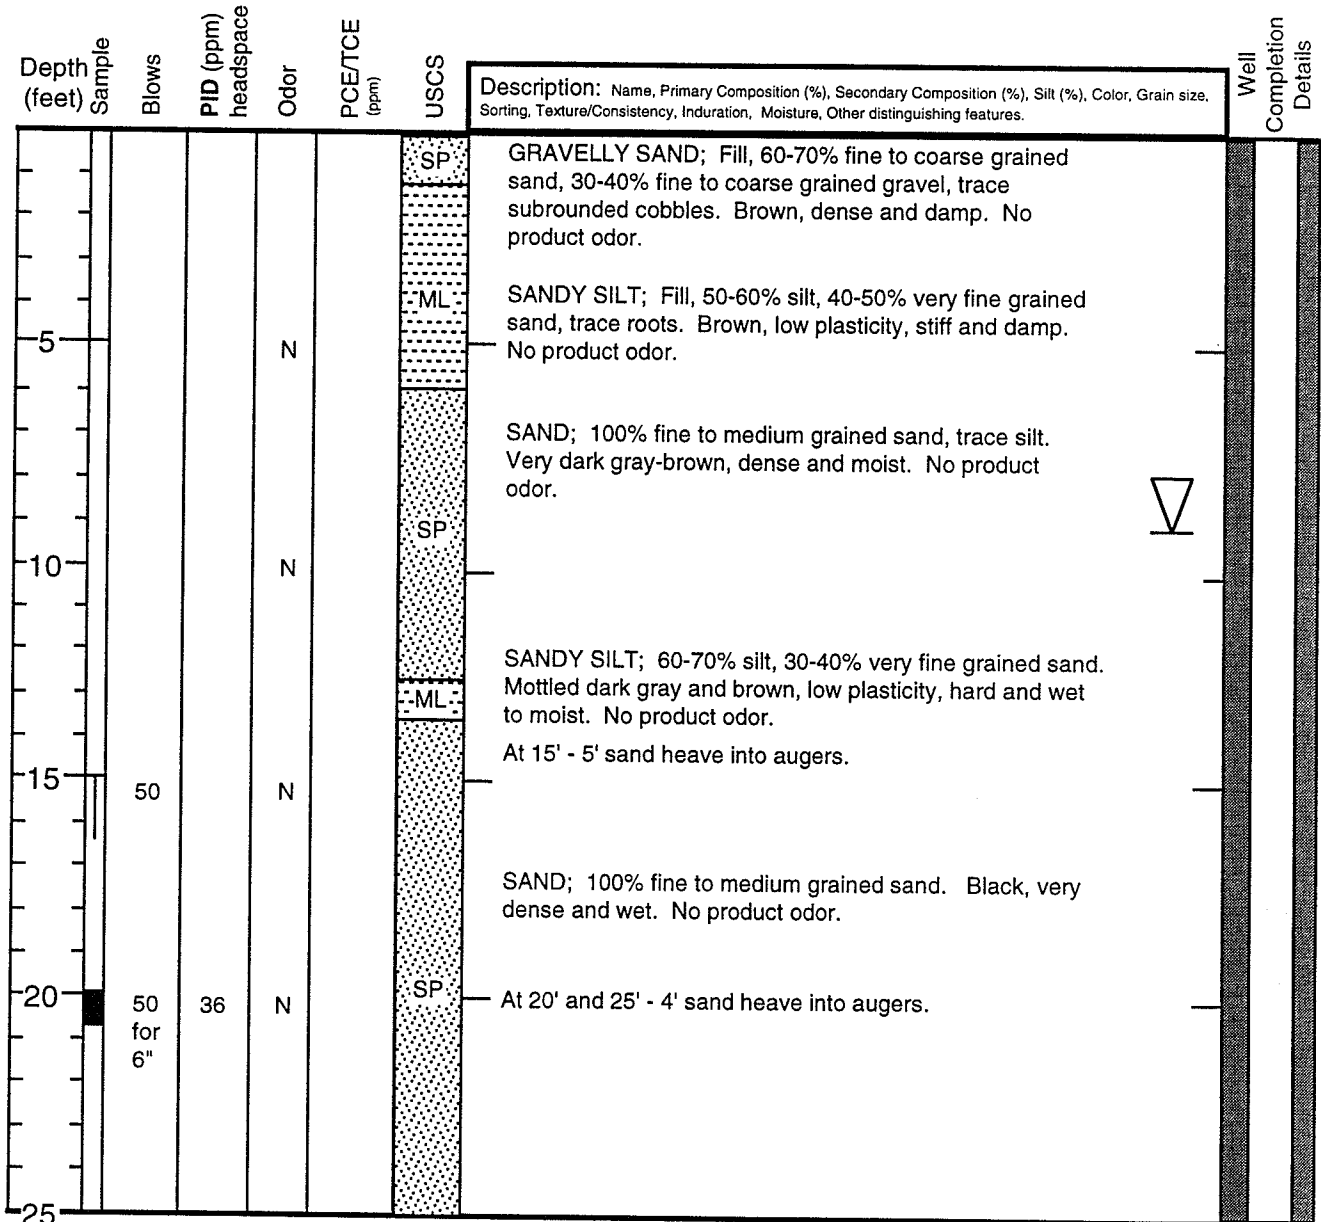 Depth (feet)
Sample
Blows
PID (ppm) headspace
Odor
PCE/TCE (ppm)
USCS
Description: Name, Primary Composition (%), Secondary Composition (%), Silt (%), Color, Grain size,
Sorting, Texture/Consistency, Induration, Moisture, Other distinguishing features.
Well Completion Details
SP
GRAVELLY SAND; Fill, 60-70% fine to coarse grained
sand, 30-40% fine to coarse grained gravel, trace
subrounded cobbles. Brown, dense and damp. No
product odor.
ML
SANDY SILT; Fill, 50-60% silt, 40-50% very fine grained
sand, trace roots. Brown, low plasticity, stiff and damp.
No product odor.
5
N
SAND; 100% fine to medium grained sand, trace silt.
Very dark gray-brown, dense and moist. No product
odor.
SP
10
N
SANDY SILT; 60-70% silt, 30-40% very fine grained sand.
Mottled dark gray and brown, low plasticity, hard and wet
to moist. No product odor.
ML
At 15' - 5' sand heave into augers.
15
50
N
SAND; 100% fine to medium grained sand. Black, very
dense and wet. No product odor.
20
50
for
6"
36
N
SP
At 20' and 25' - 4' sand heave into augers.
25